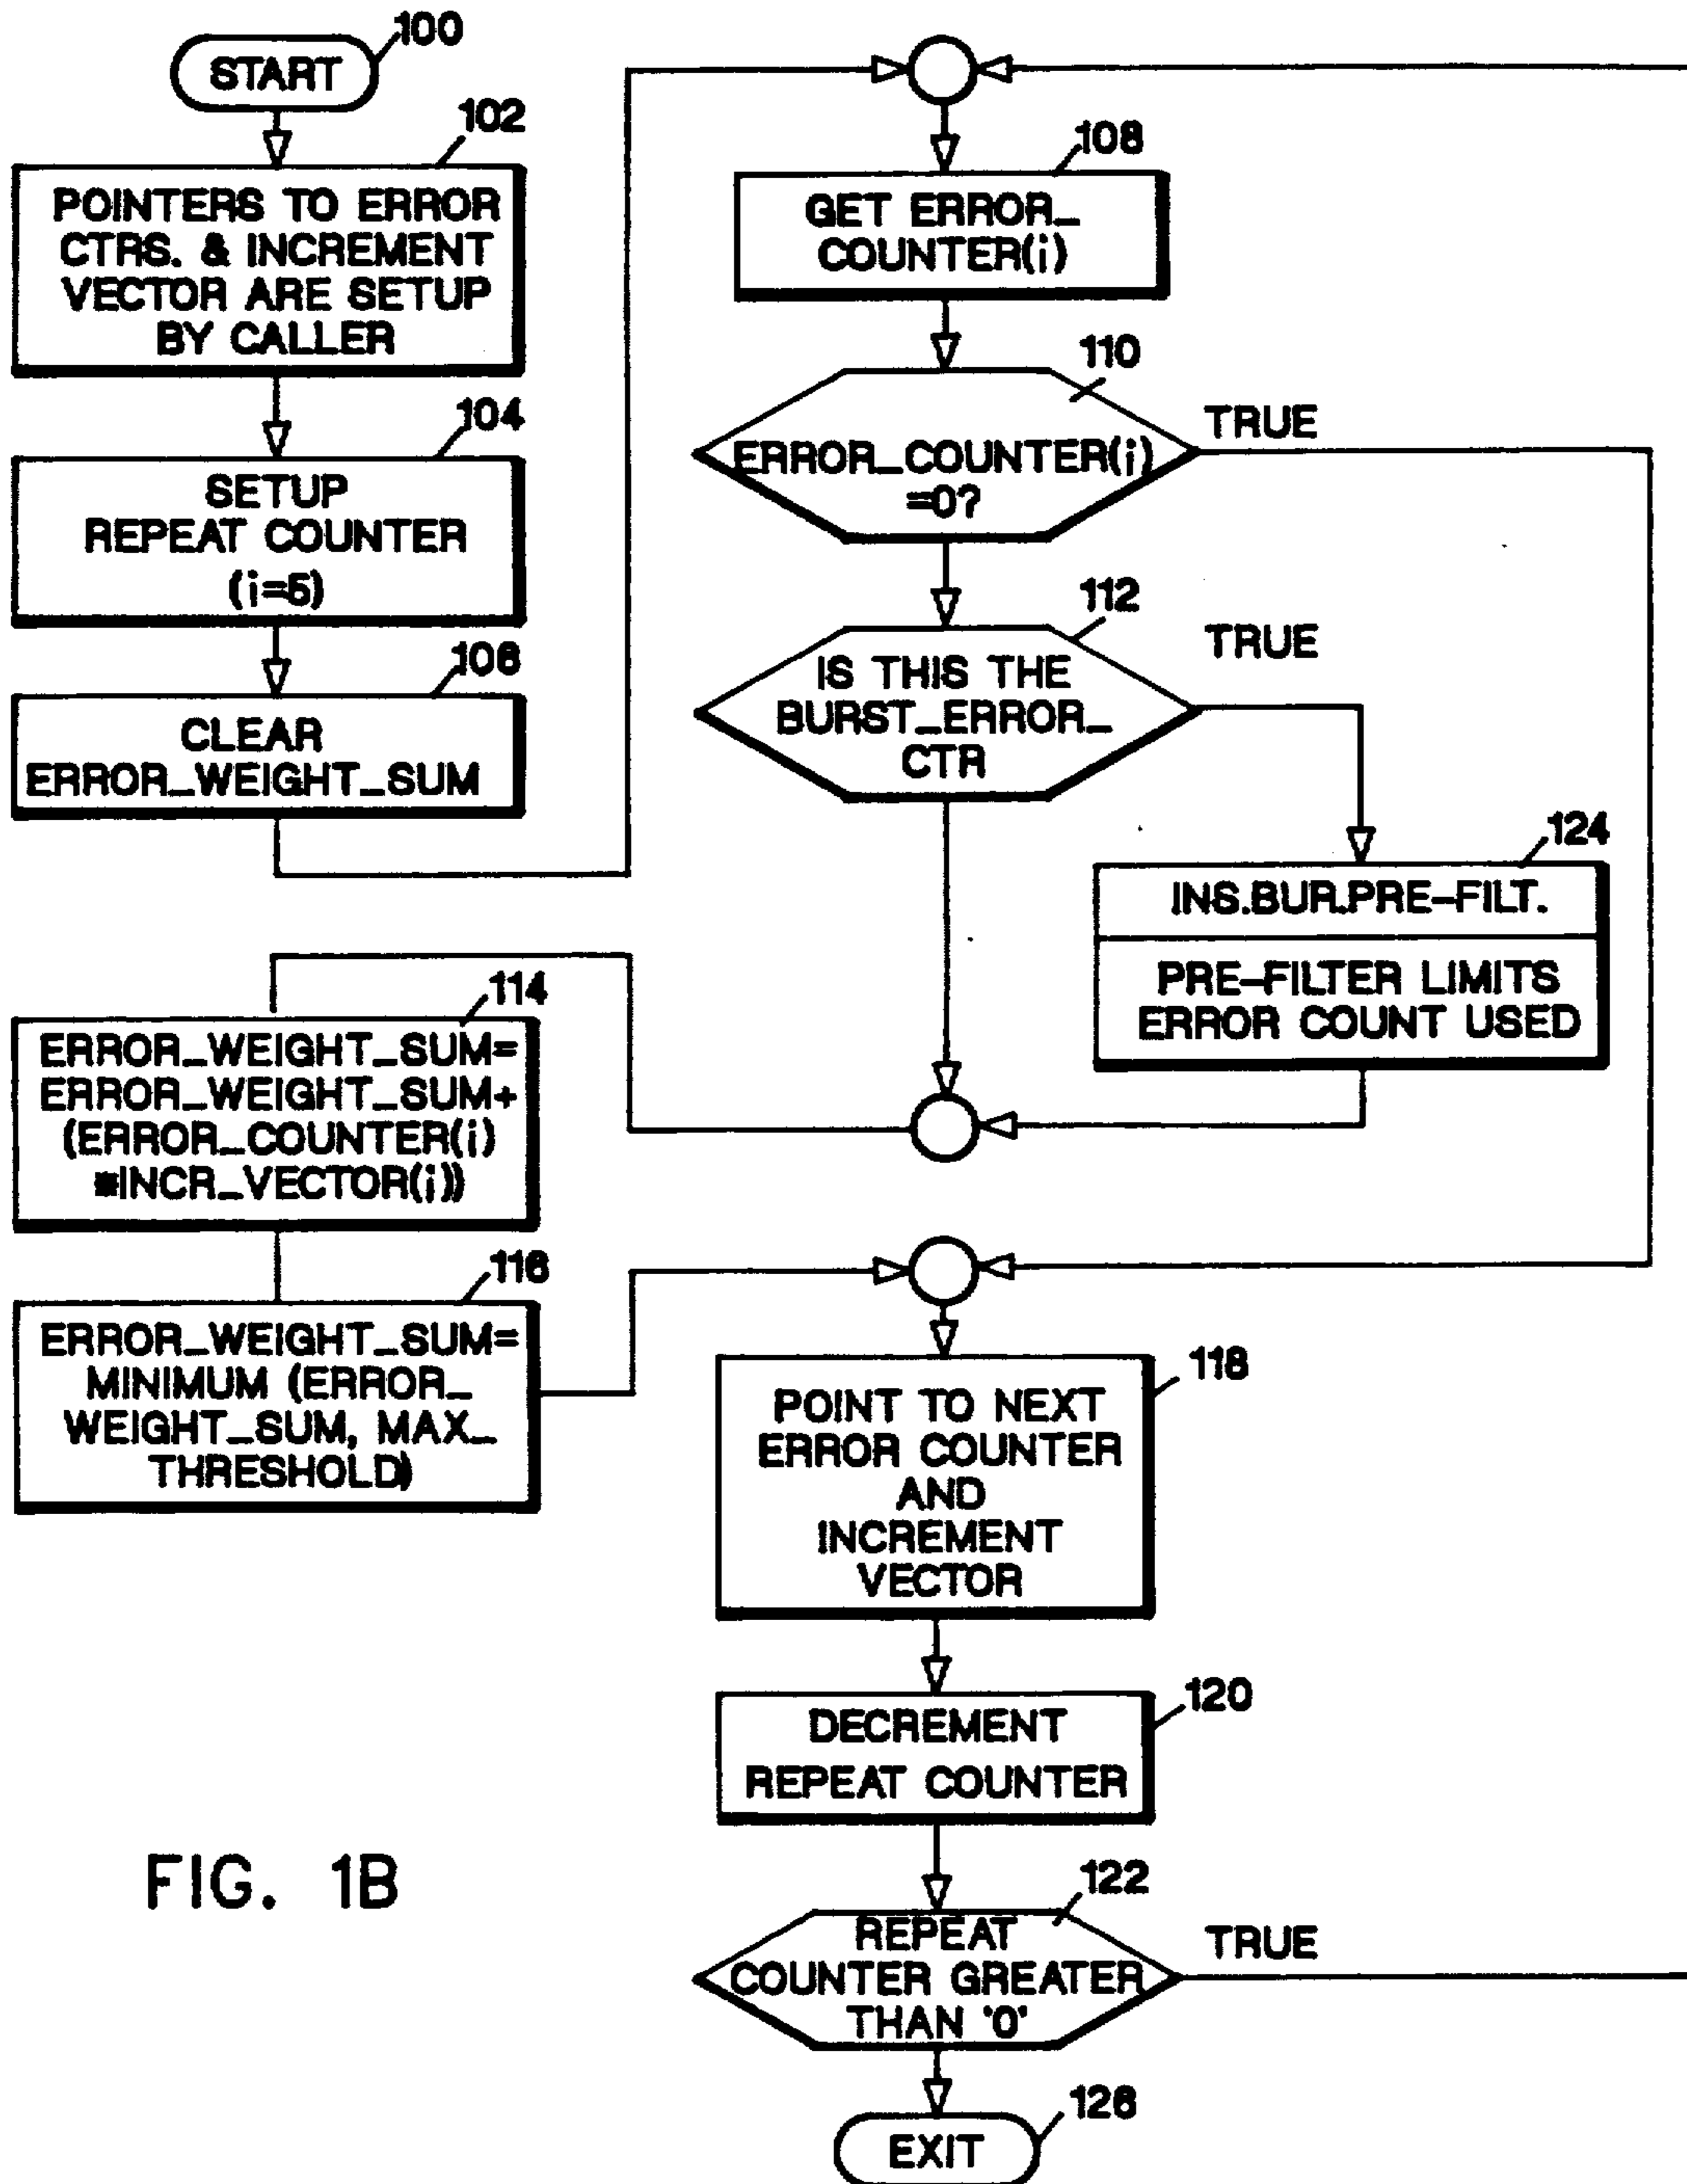 100
START
102
POINTERS TO ERROR
CTRS. & INCREMENT
VECTOR ARE SETUP
BY CALLER
104
SETUP
REPEAT COUNTER
(i=5)
106
CLEAR
ERROR_WEIGHT_SUM
108
GET ERROR_
COUNTER(i)
110
ERROR_COUNTER(i)
=0?
TRUE
112
IS THIS THE
BURST_ERROR_
CTR
TRUE
124
INS.BUR.PRE-FILT.
PRE-FILTER LIMITS
ERROR COUNT USED
114
ERROR_WEIGHT_SUM=
ERROR_WEIGHT_SUM+
(ERROR_COUNTER(i)
*INCR_VECTOR(i))
116
ERROR_WEIGHT_SUM=
MINIMUM (ERROR_
WEIGHT_SUM, MAX_
THRESHOLD)
118
POINT TO NEXT
ERROR COUNTER
AND
INCREMENT
VECTOR
120
DECREMENT
REPEAT COUNTER
122
REPEAT
COUNTER GREATER
THAN '0'
TRUE
126
EXIT
FIG. 1B